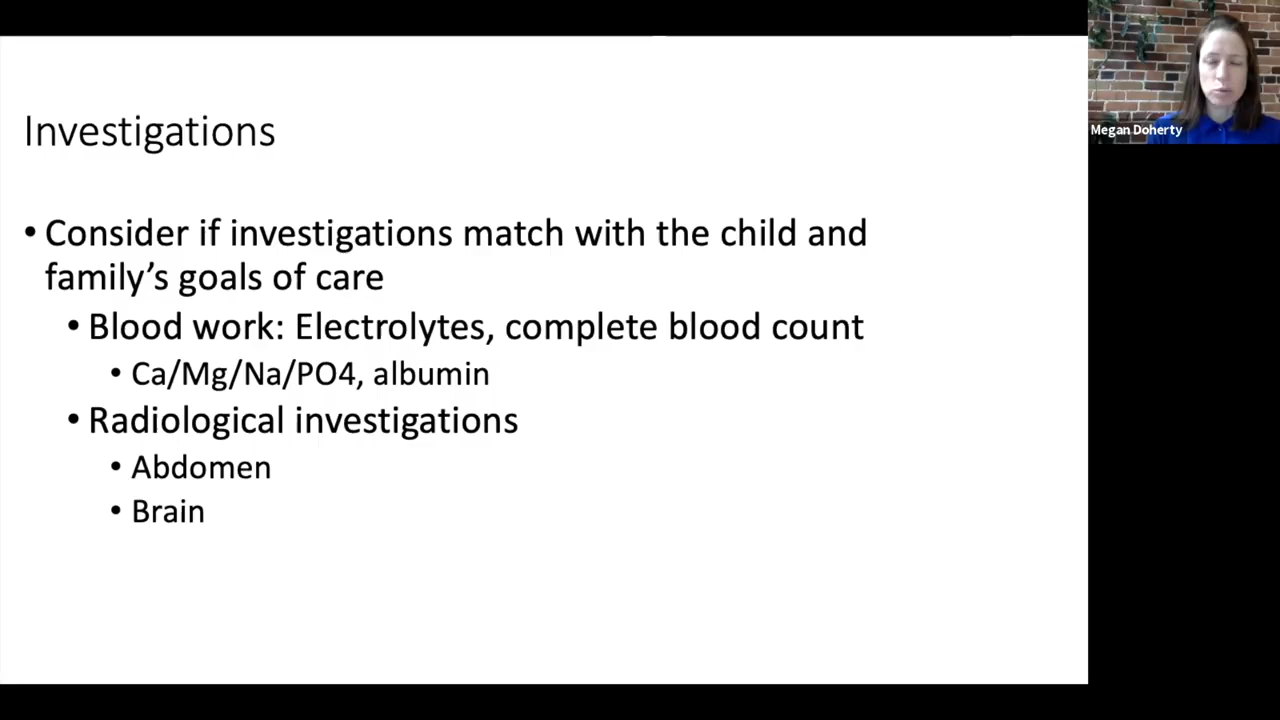 Investigations
• Consider if investigations match with the child and
family’s goals of care
• Blood work: Electrolytes, complete blood count
• Ca/Mg/Na/PO4, albumin
• Radiological investigations
• Abdomen
• Brain
Megan Doherty